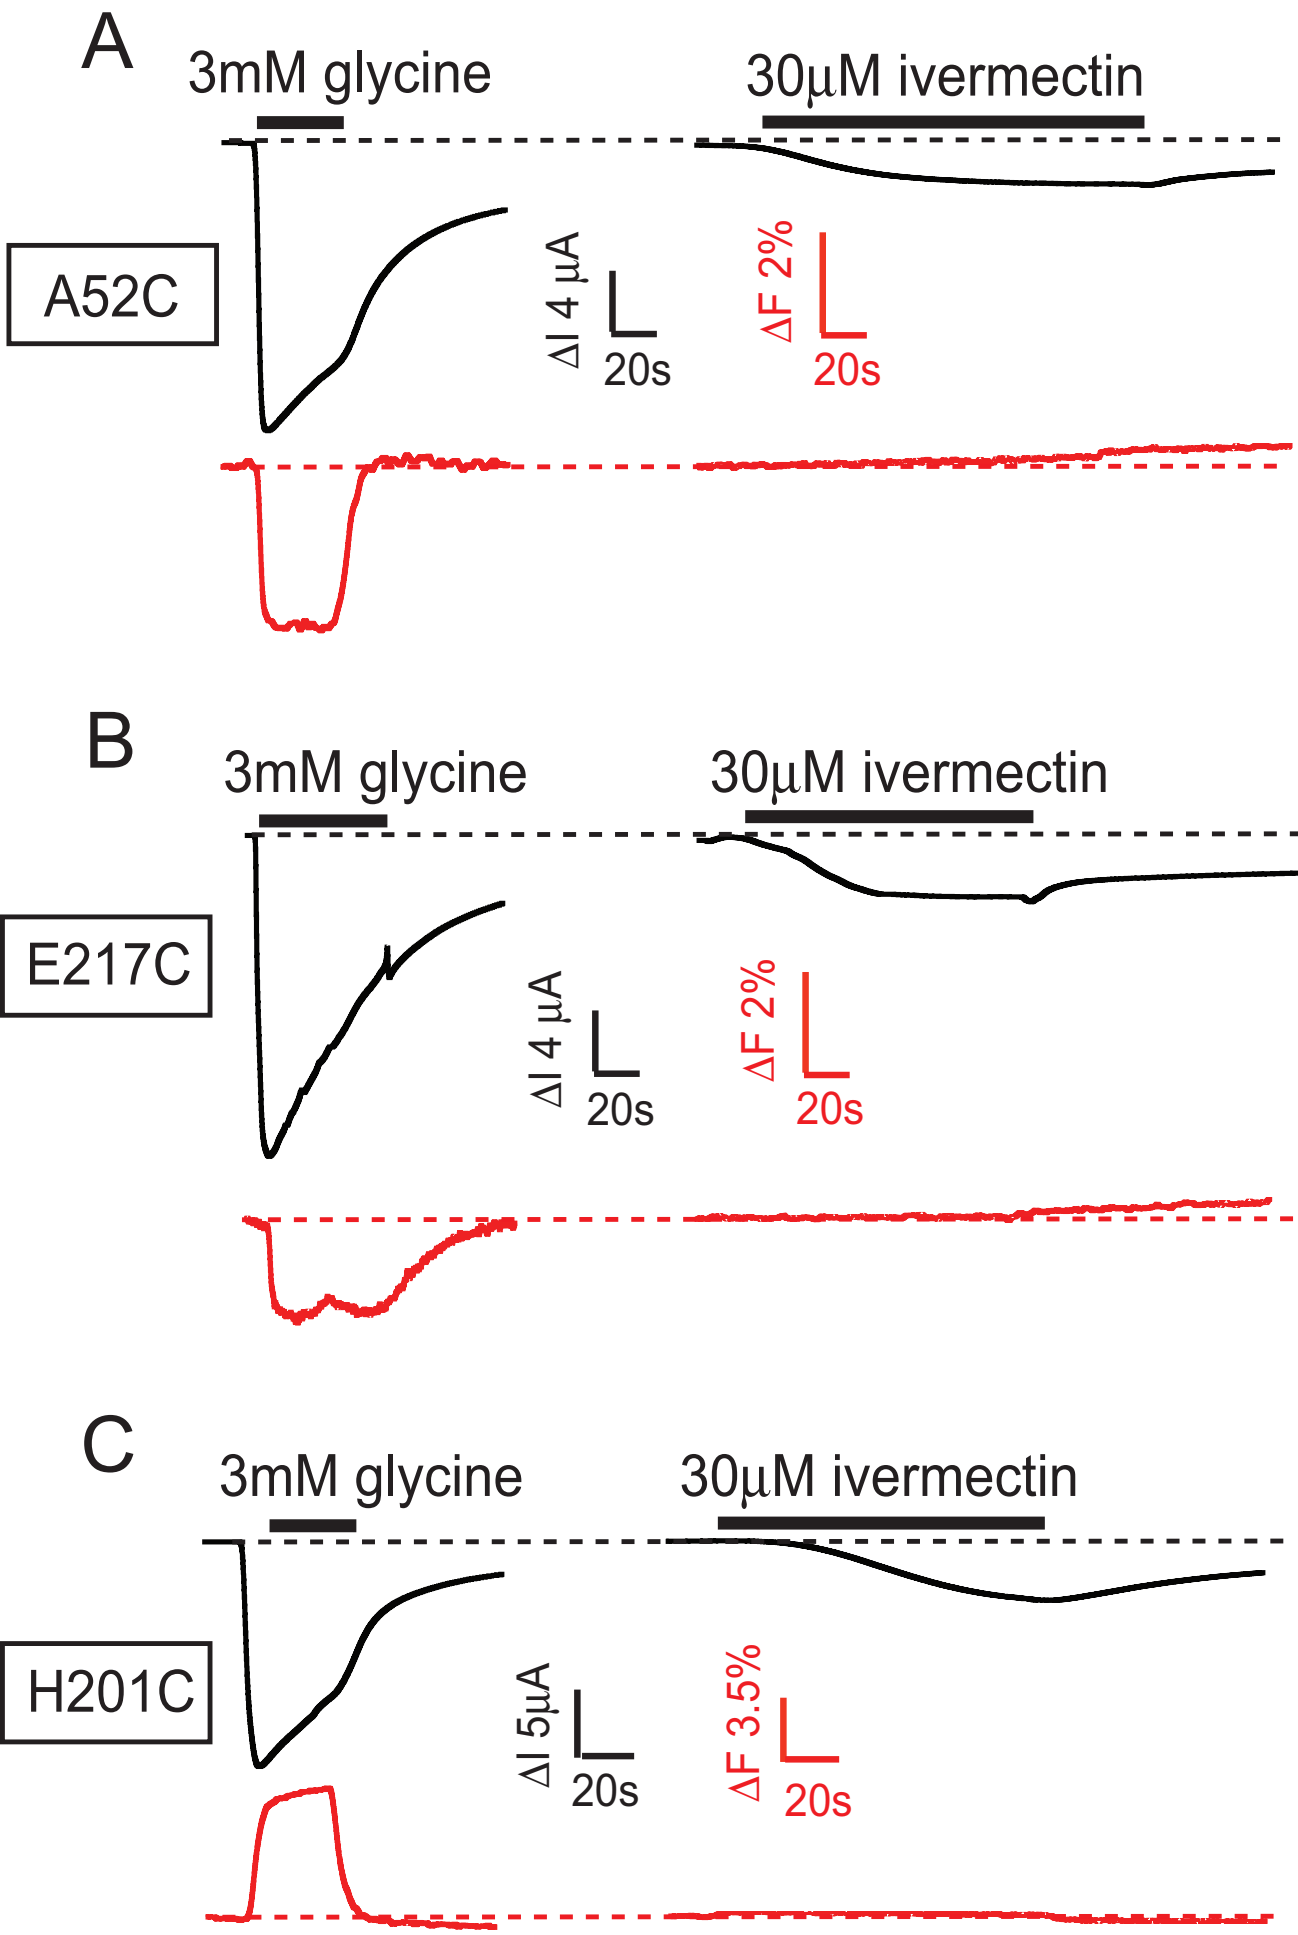 A
3mM glycine
30μM ivermectin
A52C
ΔI 4 μA
20s
ΔF 2%
20s
B
3mM glycine
30μM ivermectin
E217C
ΔI 4 μA
20s
ΔF 2%
20s
C
3mM glycine
30μM ivermectin
H201C
ΔI 5μA
20s
ΔF 3.5%
20s